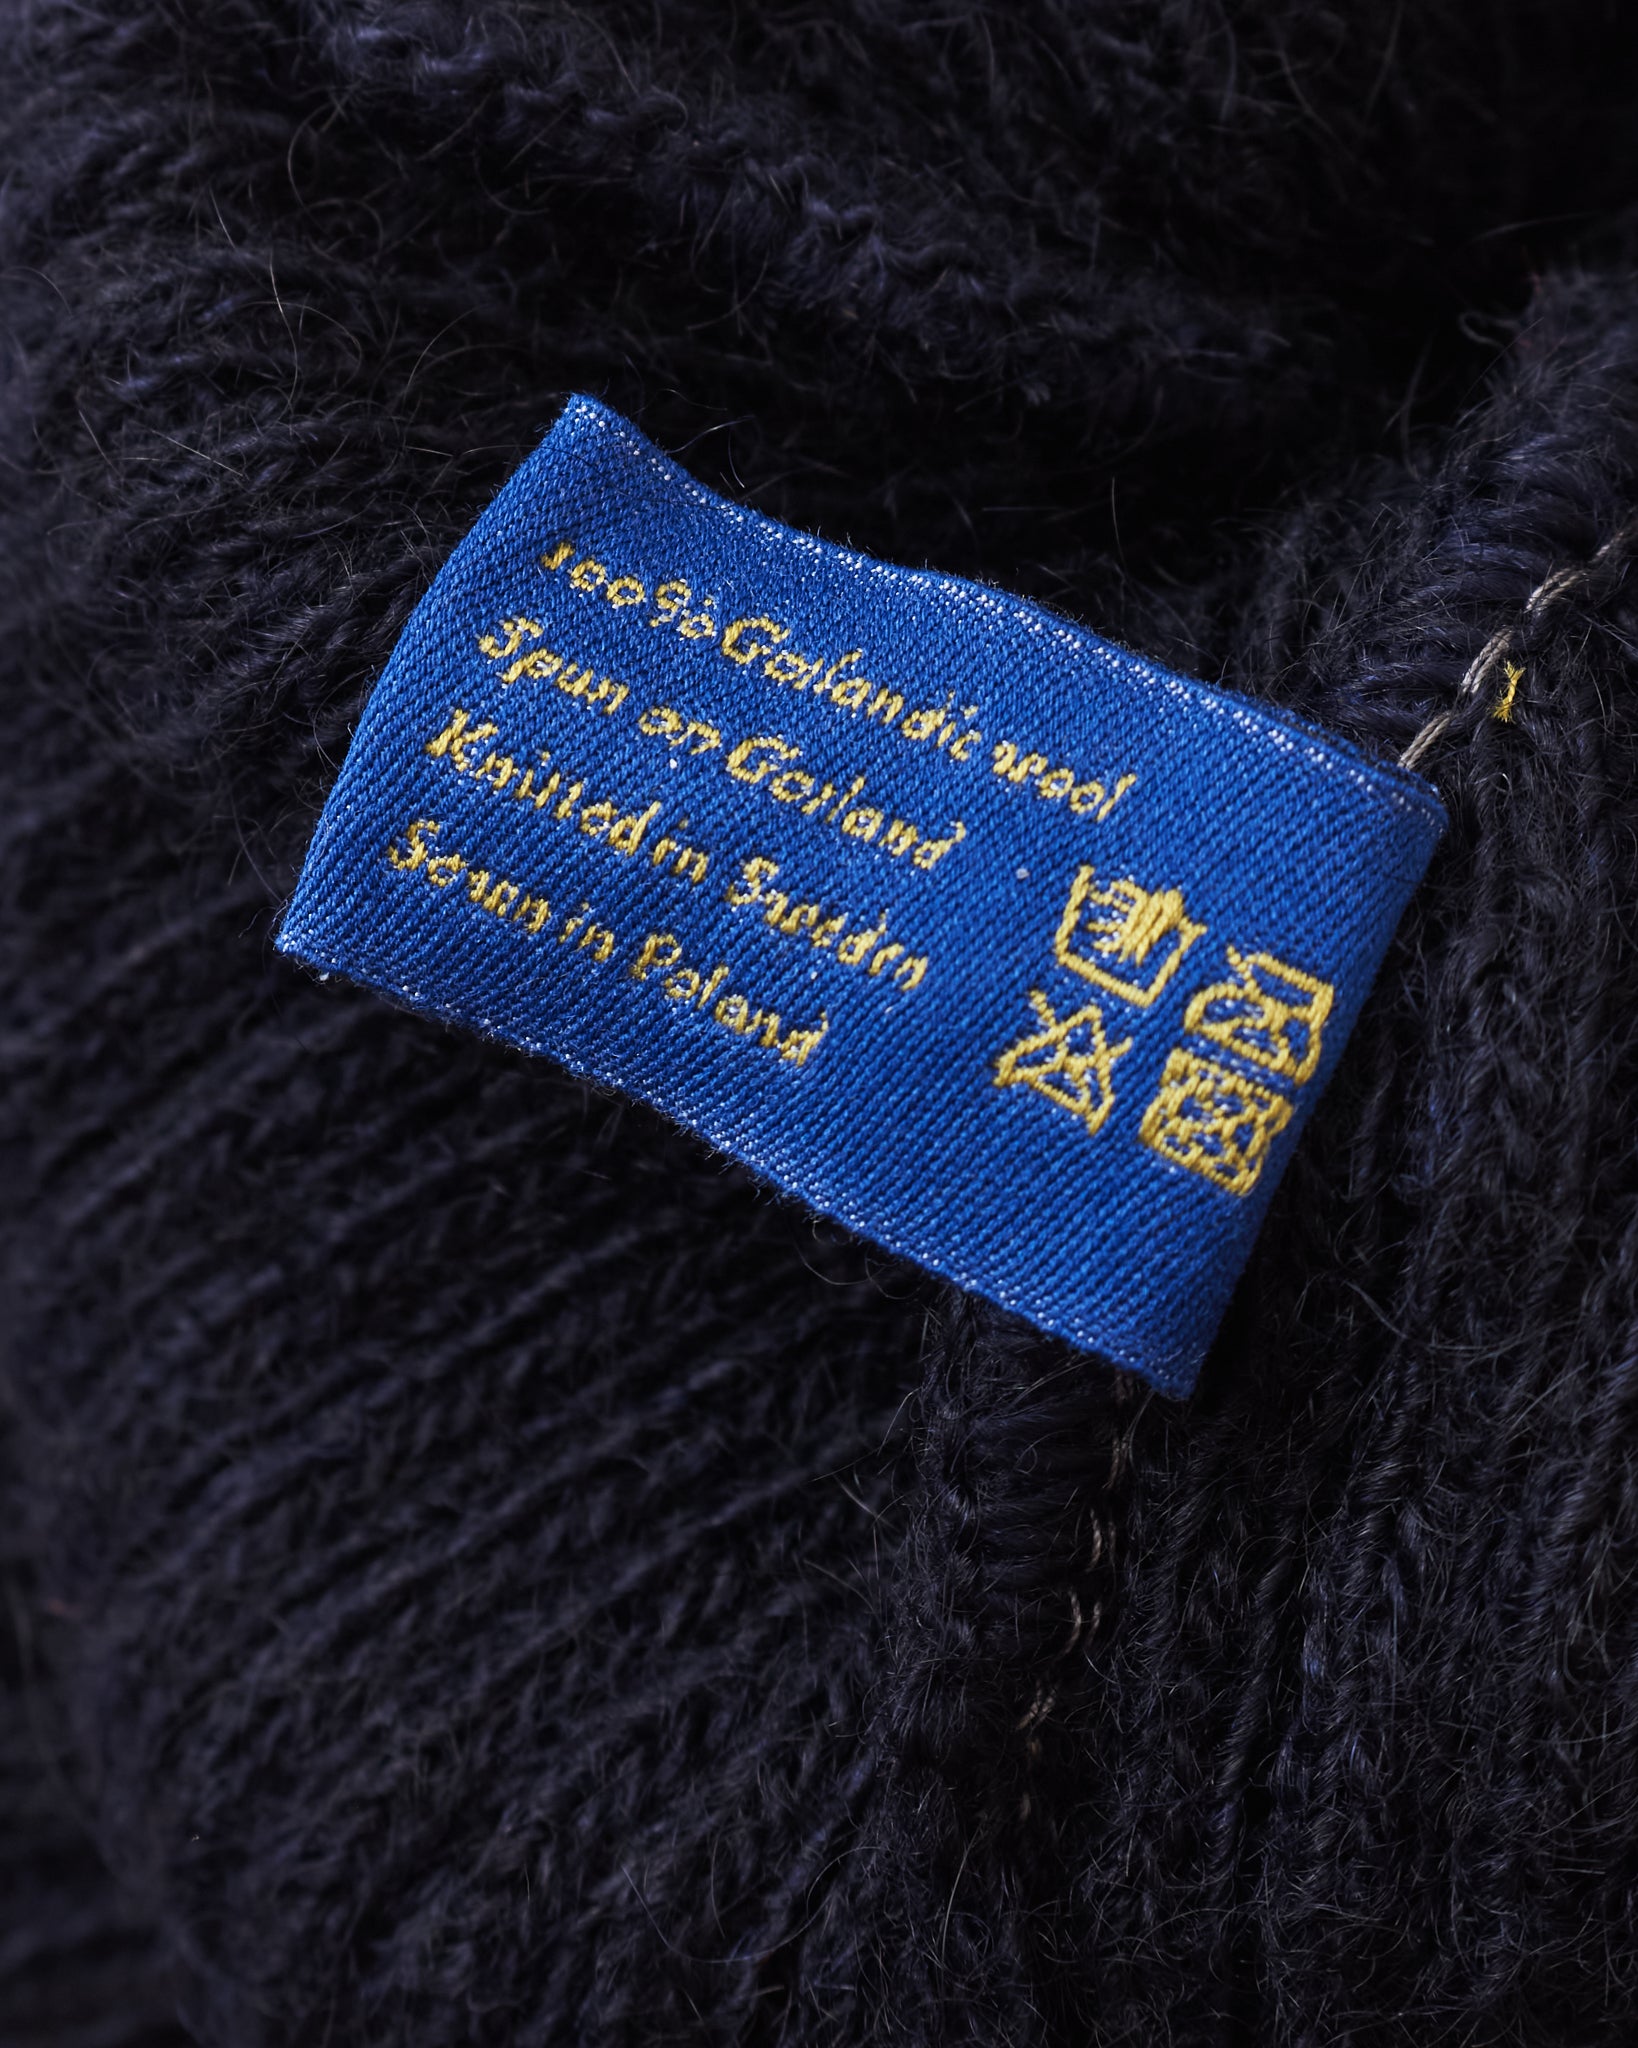 100% Gotlandic wool
Spun on Gotland
Knitted in Sweden
Sewn in Poland